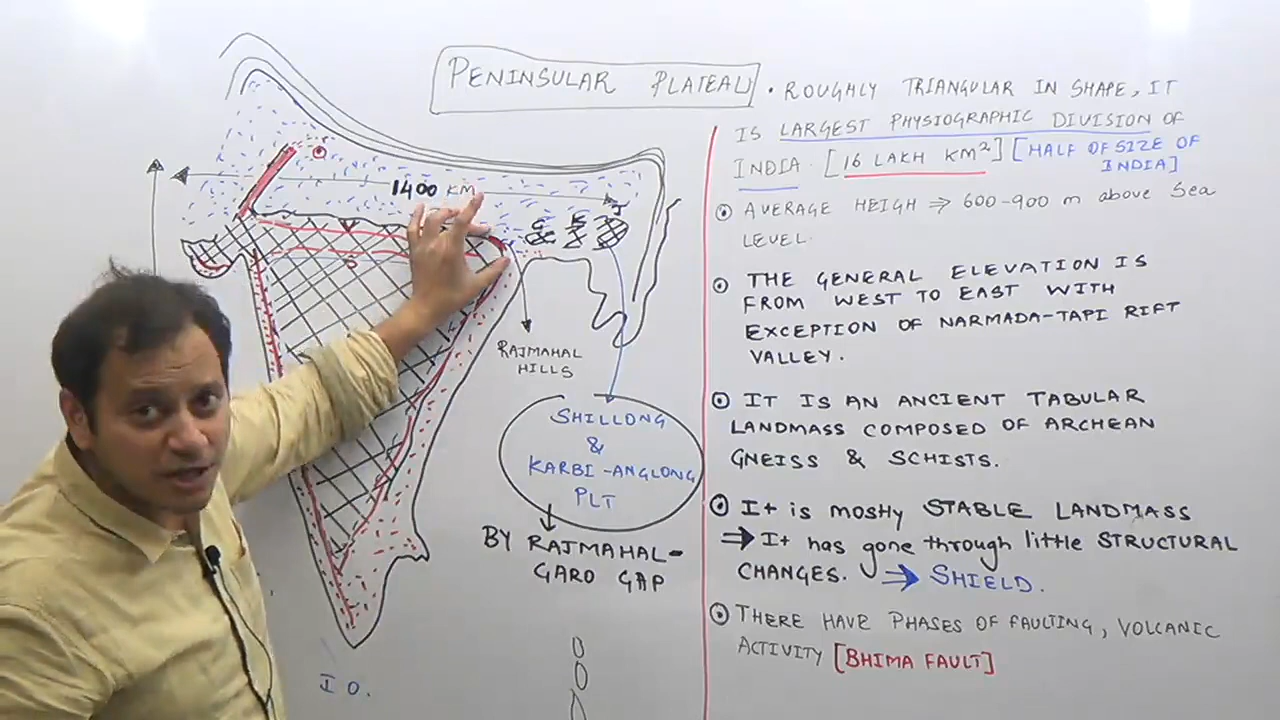 PENINSULAR PLATEAU
1400 KM
G K J
RAJMAHAL
HILLS
SHILLONG
&
KARBI-ANGLONG
PLT
BY RAJMAHAL-
GARO GAP
I O.
• ROUGHLY TRIANGULAR IN SHAPE, IT
IS LARGEST PHYSIOGRAPHIC DIVISION OF
INDIA. [16 LAKH KM²] [HALF OF SIZE OF
INDIA]
AVERAGE HEIGH ⇒ 600-900 m above Sea
LEVEL.
THE GENERAL ELEVATION IS
FROM WEST TO EAST WITH
EXCEPTION OF NARMADA-TAPI RIFT
VALLEY.
IT IS AN ANCIENT TABULAR
LANDMASS COMPOSED OF ARCHEAN
GNEISS & SCHISTS.
It is mostly STABLE LANDMASS
⇒ It has gone through little STRUCTURAL
CHANGES. ⇒ SHIELD.
THERE HAVE PHASES OF FAULTING, VOLCANIC
ACTIVITY [BHIMA FAULT]